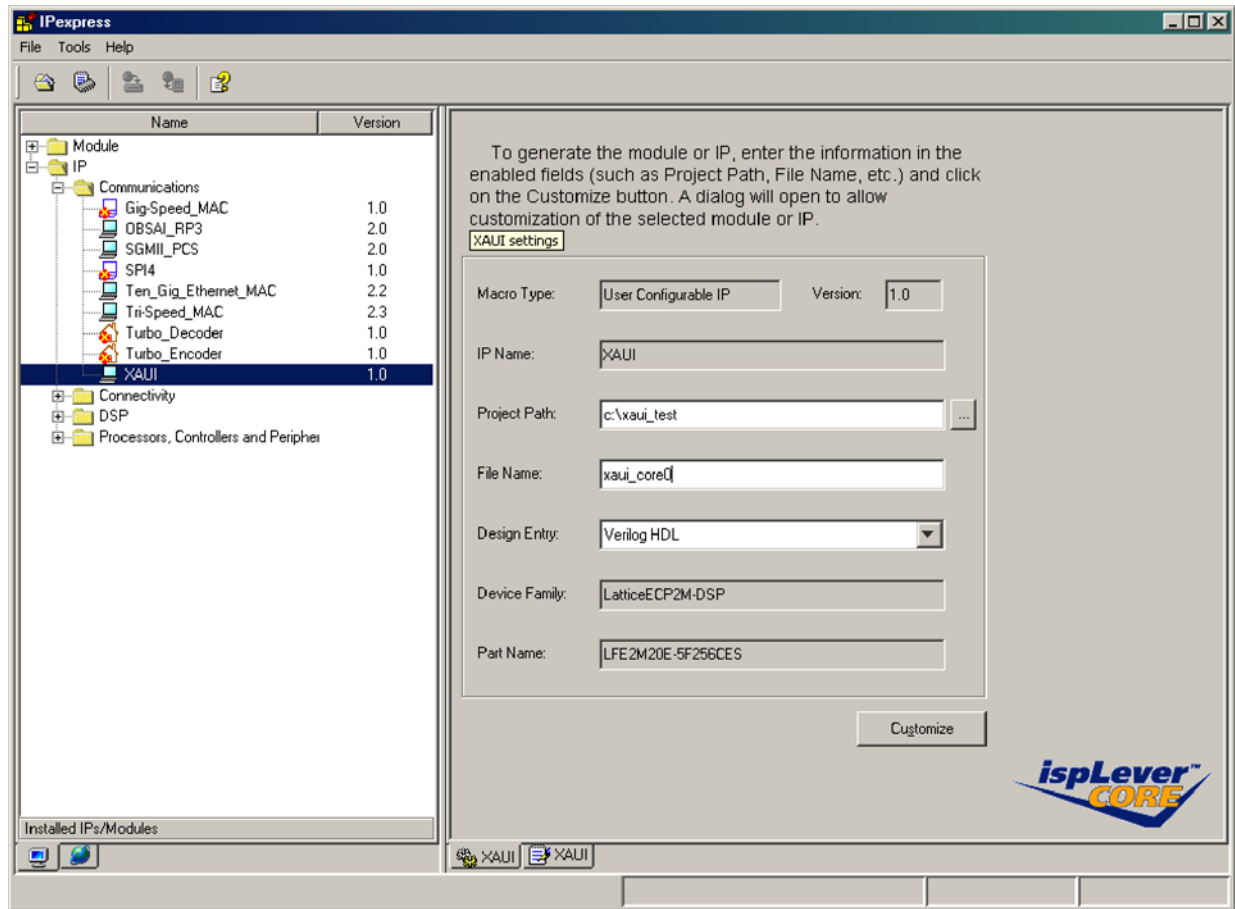 IPexpress
File Tools Help
Name Version
Module
IP
Communications
Gig-Speed_MAC 1.0
OBSAI_RP3 2.0
SGMII_PCS 2.0
SPI4 1.0
Ten_Gig_Ethernet_MAC 2.2
Tri-Speed_MAC 2.3
Turbo_Decoder 1.0
Turbo_Encoder 1.0
XAUI 1.0
Connectivity
DSP
Processors, Controllers and Peripher
Installed IPs/Modules
To generate the module or IP, enter the information in the
enabled fields (such as Project Path, File Name, etc.) and click
on the Customize button. A dialog will open to allow
customization of the selected module or IP.
XAUI settings
Macro Type: User Configurable IP Version: 1.0
IP Name: XAUI
Project Path: c:\xaui_test ...
File Name: xaui_core0
Design Entry: Verilog HDL
Device Family: LatticeECP2M-DSP
Part Name: LFE2M20E-5F256CES
Customize
ispLever™
CORE
XAUI XAUI